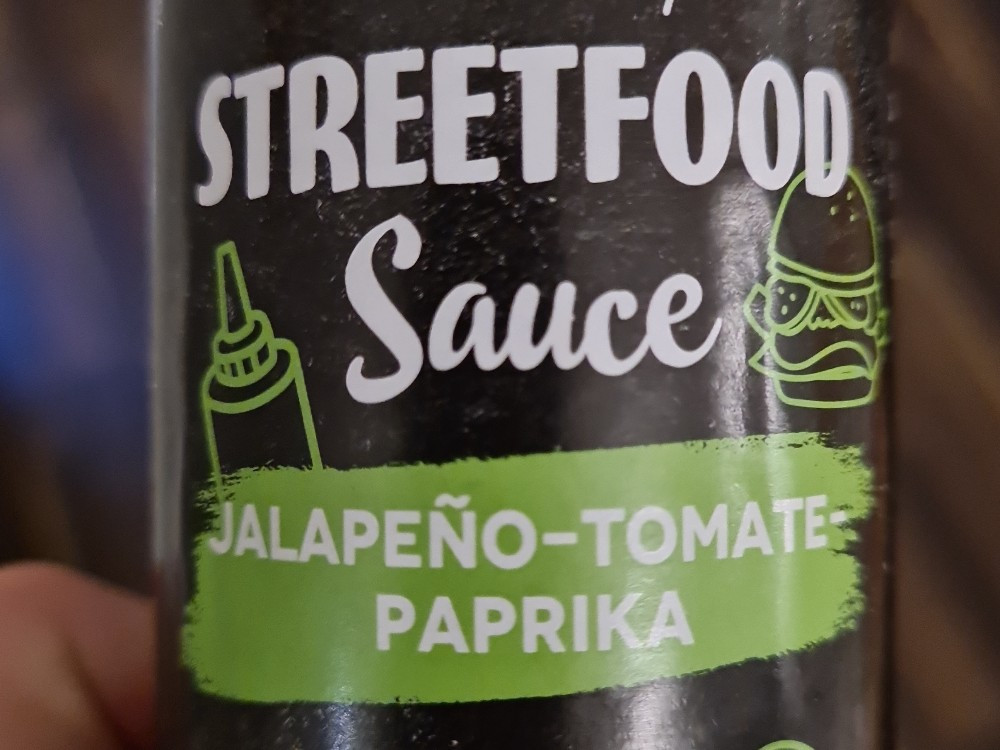 STREETFOOD
Sauce
JALAPEÑO-TOMATE-
PAPRIKA